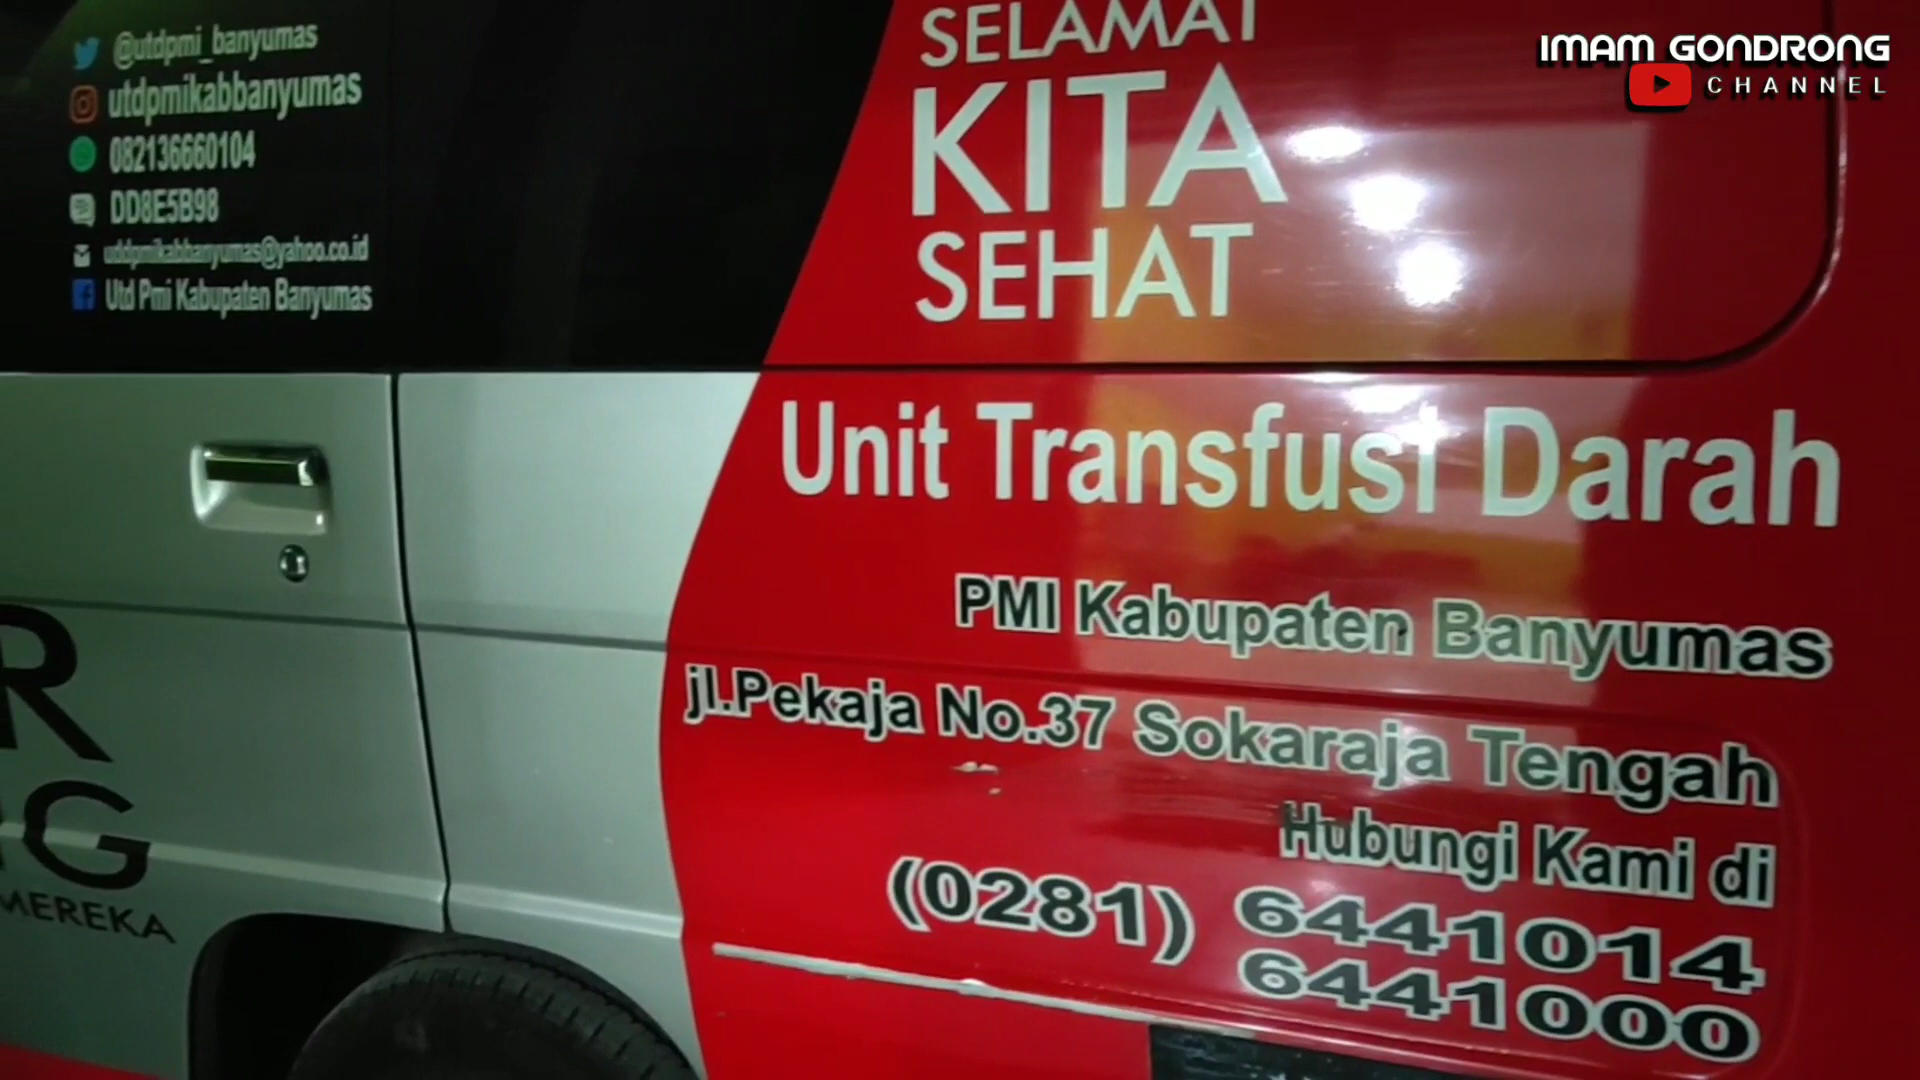 @utdpmi_banyumas
utdpmikabbanyumas
082136660104
DD8E5B98
uddpmikabbanyumas@yahoo.co.id
Utd Pmi Kabupaten Banyumas
SELAMAT
KITA
SEHAT
IMAM GONDRONG
CHANNEL
Unit Transfusi Darah
PMI Kabupaten Banyumas
jl.Pekaja No.37 Sokaraja Tengah
Hubungi Kami di
(0281) 6441014
6441000
MEREKA